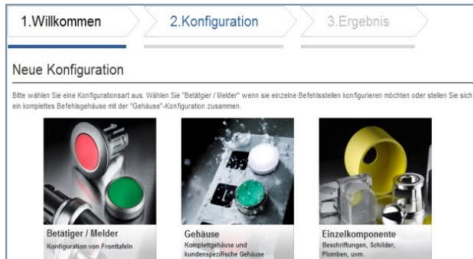 1.Willkommen
2.Konfiguration
3.Ergebnis
Neue Konfiguration
Bitte wählen Sie eine Konfigurationsart aus. Wählen Sie "Betätiger / Melder" wenn sie einzelne Befehlsstellen konfigurieren möchten oder stellen Sie sich
ein komplettes Befehlsgehäuse mit der "Gehäuse"-Konfiguration zusammen.
Betätiger / Melder
Konfiguration von Fronttafeln
Gehäuse
Komplettgehäuse und
kundenspezifische Gehäuse
Einzelkomponente
Beschriftungen, Schilder,
Plomben, uvm.